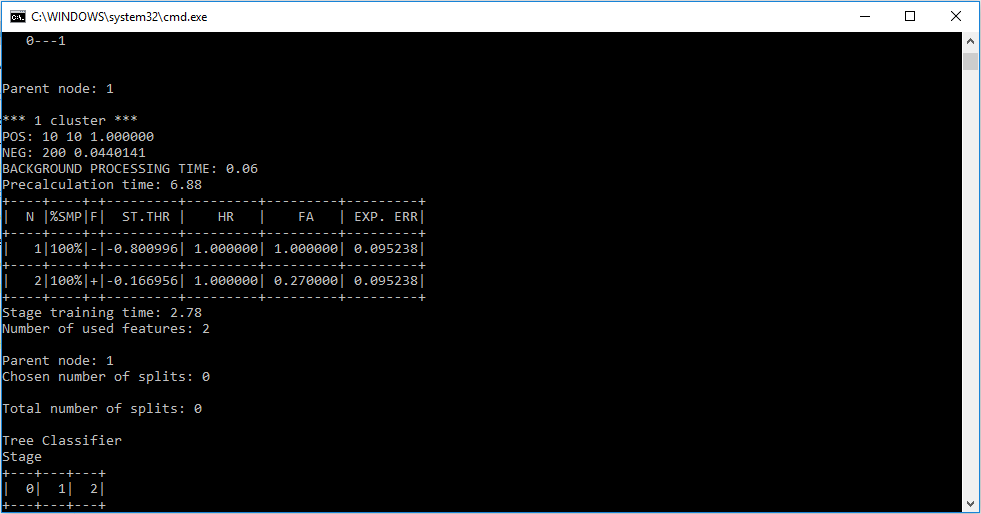 C:\WINDOWS\system32\cmd.exe
0---1
Parent node: 1
*** 1 cluster ***
POS: 10 10 1.000000
NEG: 200 0.0440141
BACKGROUND PROCESSING TIME: 0.06
Precalculation time: 6.88
+----+----+-+---------+---------+---------+---------+
|  N |%SMP|F|  ST.THR |    HR   |    FA   | EXP. ERR|
+----+----+-+---------+---------+---------+---------+
|   1|100%|-|-0.800996| 1.000000| 1.000000| 0.095238|
+----+----+-+---------+---------+---------+---------+
|   2|100%|+|-0.166956| 1.000000| 0.270000| 0.095238|
+----+----+-+---------+---------+---------+---------+
Stage training time: 2.78
Number of used features: 2
Parent node: 1
Chosen number of splits: 0
Total number of splits: 0
Tree Classifier
Stage
+---+---+---+
|  0|  1|  2|
+---+---+---+